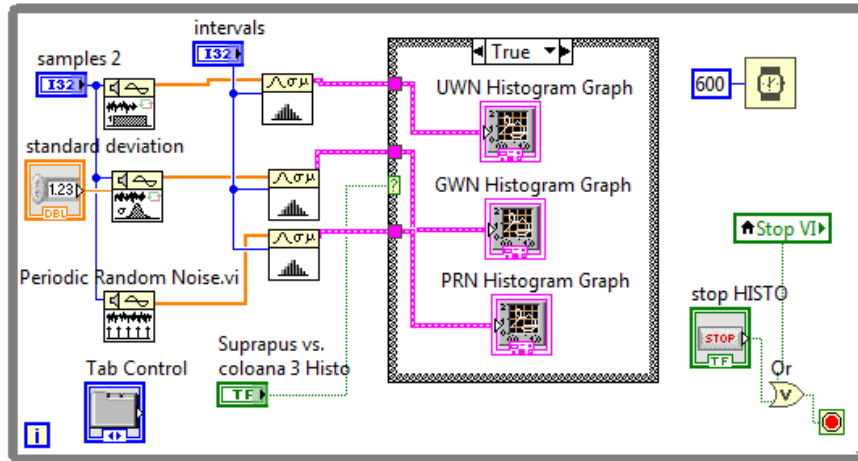 intervals
I32
True
samples 2
I32
UWN Histogram Graph
600
standard deviation
1.23
DBL
GWN Histogram Graph
Stop VI
Periodic Random Noise.vi
PRN Histogram Graph
stop HISTO
STOP
TF
Suprapus vs.
coloana 3 Histo
TF
Tab Control
Or
V
i